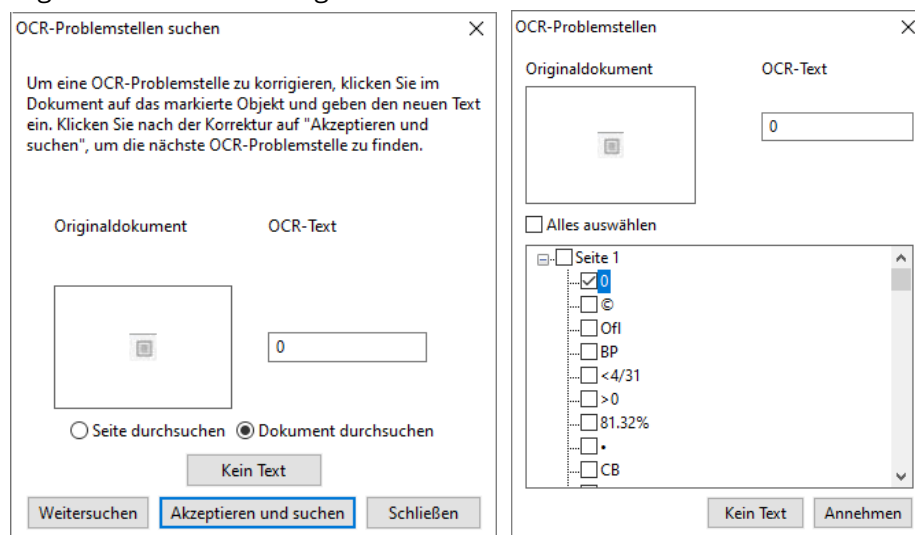 OCR-Problemstellen suchen
Um eine OCR-Problemstelle zu korrigieren, klicken Sie im
Dokument auf das markierte Objekt und geben den neuen Text
ein. Klicken Sie nach der Korrektur auf "Akzeptieren und
suchen", um die nächste OCR-Problemstelle zu finden.
Originaldokument
OCR-Text
0
Seite durchsuchen
Dokument durchsuchen
Kein Text
Weitersuchen
Akzeptieren und suchen
Schließen
OCR-Problemstellen
Originaldokument
OCR-Text
0
Alles auswählen
Seite 1
0
©
OfI
BP
<4/31
>0
81.32%
•
CB
Kein Text
Annehmen